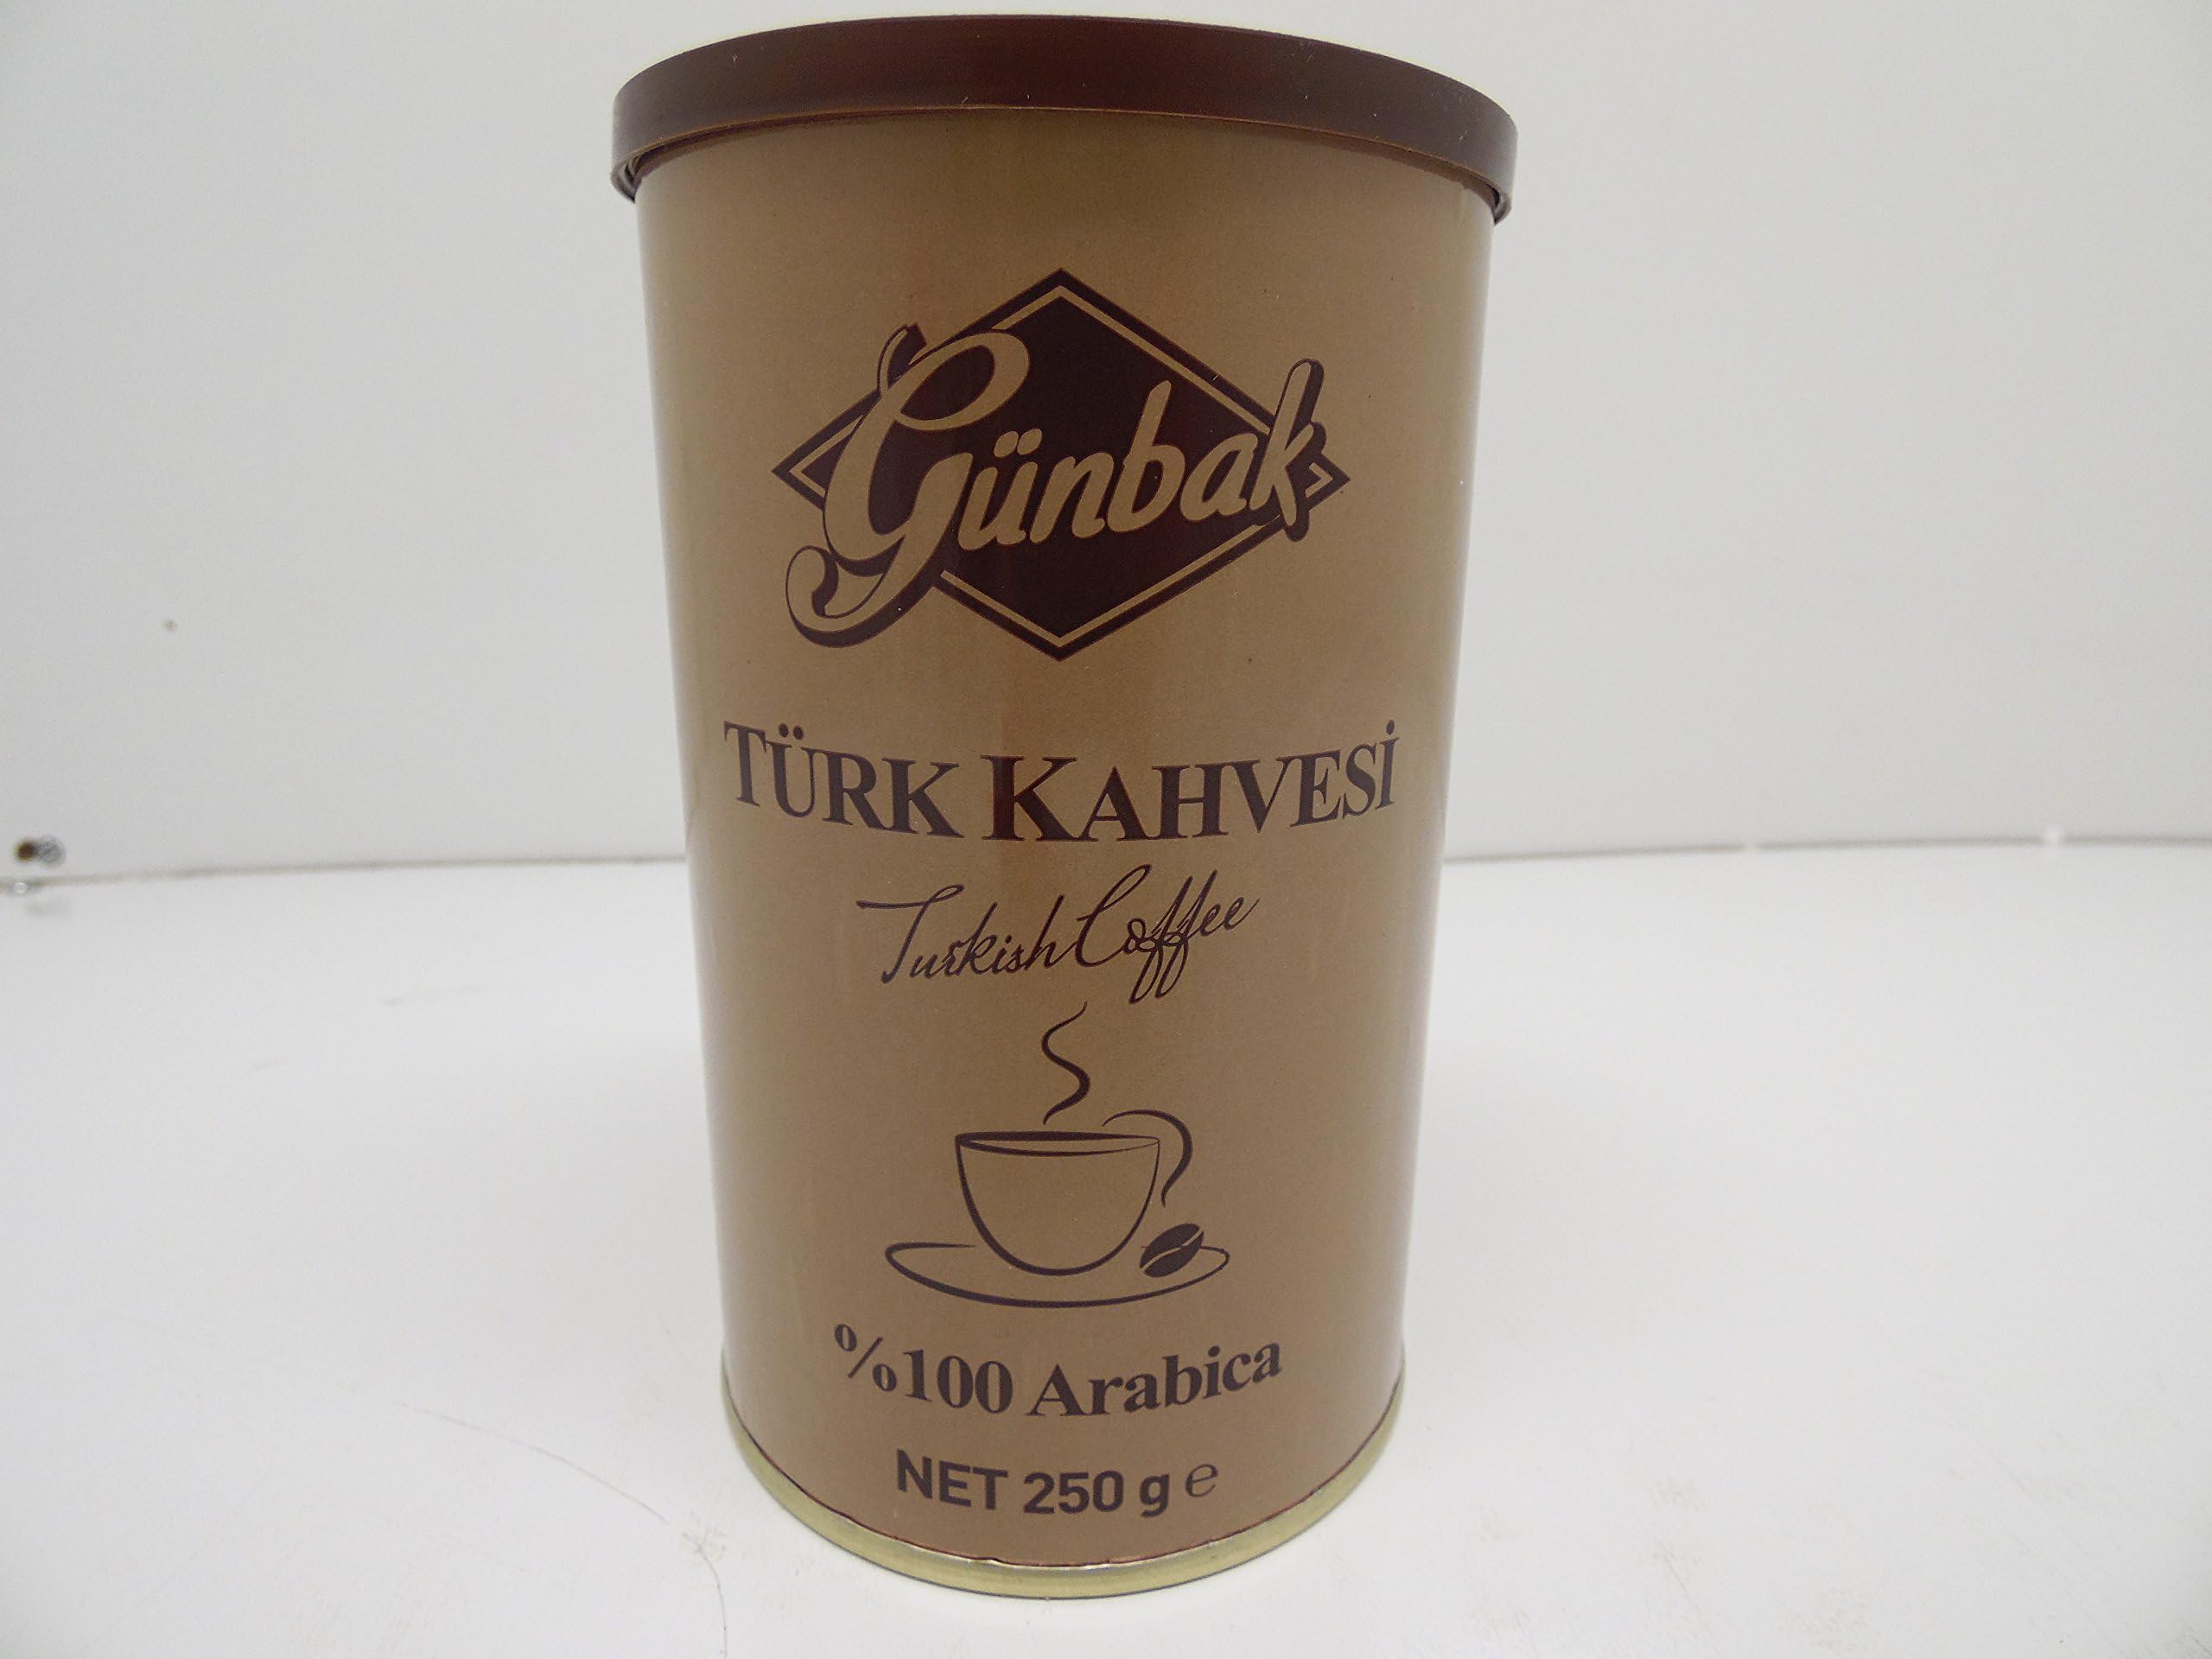 Günbak
TÜRK KAHVESİ
Turkish Coffee
%100 Arabica
NET 250 g ℮